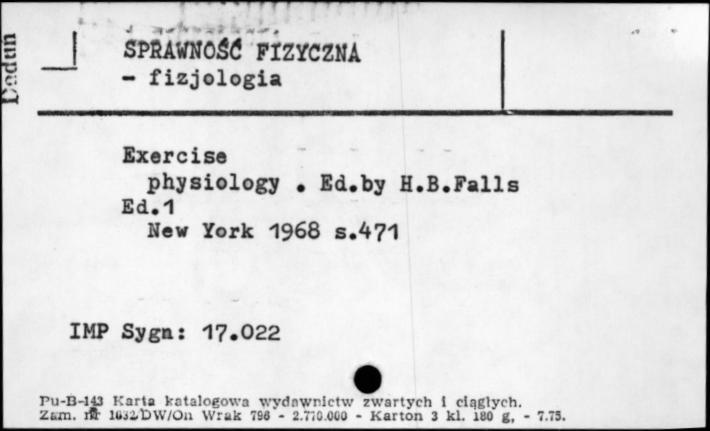 SPRAWNOŚĆ FIZYCZNA
- fizjologia
Exercise
physiology . Ed.by H.B.Falls
Ed.1
New York 1968 s.471
IMP Sygn: 17.022
Pu-B-143 Karta katalogowa wydawnictw zwartych i ciągłych.
Zam. nr 1632/DW/On Wrak 796 - 2.770.000 - Karton 3 kl. 180 g, - 7.75.